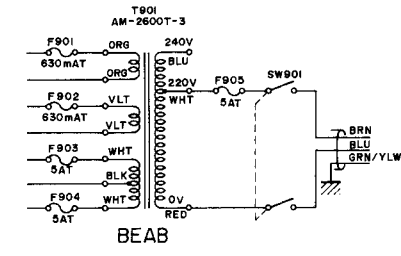 T901
AM-2600T-3
F901
630mAT
ORG
ORG
F902
630mAT
VLT
VLT
F903
5AT
WHT
BLK
F904
5AT
WHT
240V
BLU
220V
WHT
0V
RED
F905
5AT
SW901
BRN
BLU
GRN/YLW
BEAB